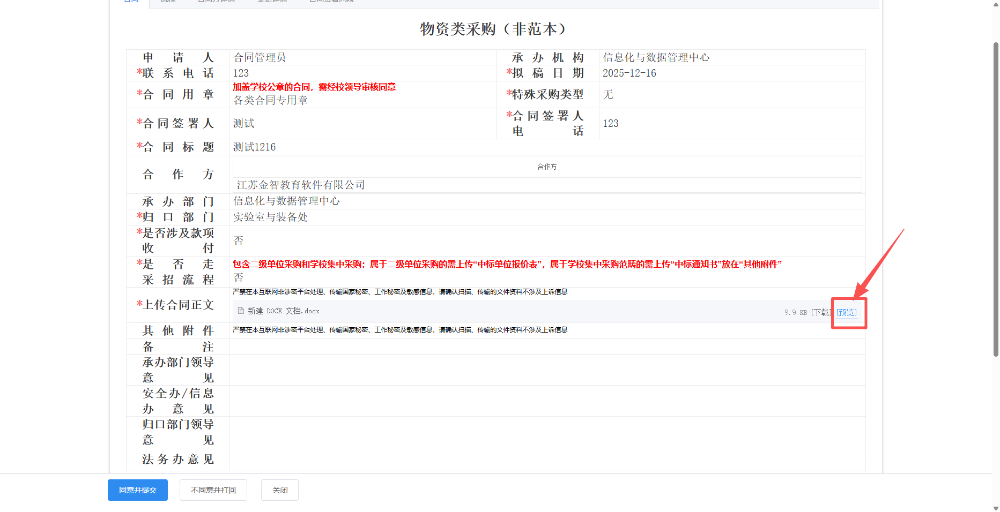 物资类采购（非范本）
申请人 合同管理员 承办机构 信息化与数据管理中心
*联系电话 123 *拟稿日期 2025-12-16
*合同用章 加盖学校公章的合同，需经校领导审核同意
各类合同专用章 *特殊采购类型 无
*合同签署人 测试 *合同签署人
电话 123
*合同标题 测试1216
合作方 合作方
江苏金智教育软件有限公司
承办部门 信息化与数据管理中心
*归口部门 实验室与装备处
*是否涉及款项
收付 否
*是否走
采招流程 包含二级单位采购和学校集中采购；属于二级单位采购的需上传“中标单位报价表”，属于学校集中采购范畴的需上传“中标通知书”放在“其他附件”
否
*上传合同正文 严禁在本互联网非涉密平台处理、传输国家秘密、工作秘密及敏感信息，请确认扫描、传输的文件资料不涉及上诉信息
新建 DOCX 文档.docx 9.9 KB [下载] [预览]
其他附件 严禁在本互联网非涉密平台处理、传输国家秘密、工作秘密及敏感信息，请确认扫描、传输的文件资料不涉及上诉信息
备注
承办部门领导
意见
安全办/信息
办意见
归口部门领导
意见
法务办意见
同意并提交 不同意并打回 关闭